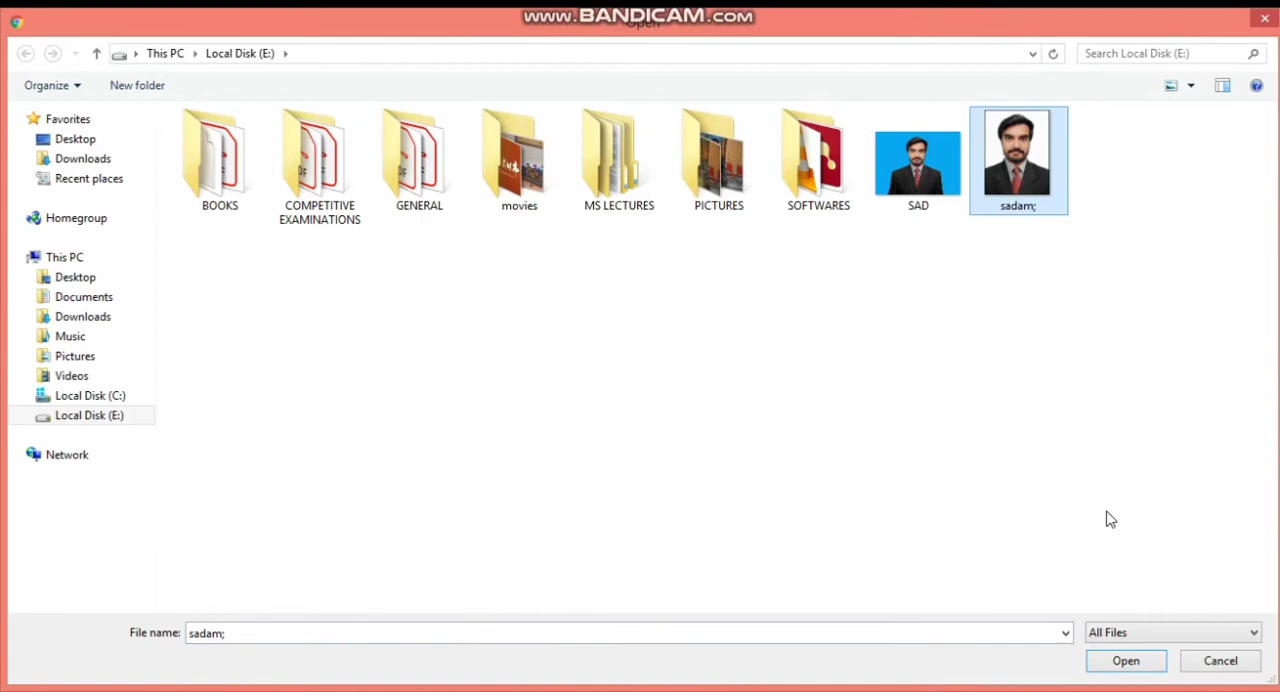 www.BANDICAM.com
Open
This PC
Local Disk (E:)
Search Local Disk (E:)
Organize
New folder
Favorites
Desktop
Downloads
Recent places
Homegroup
This PC
Desktop
Documents
Downloads
Music
Pictures
Videos
Local Disk (C:)
Local Disk (E:)
Network
BOOKS
COMPETITIVE
EXAMINATIONS
GENERAL
movies
MS LECTURES
PICTURES
SOFTWARES
SAD
sadam;
File name:
sadam;
All Files
Open
Cancel